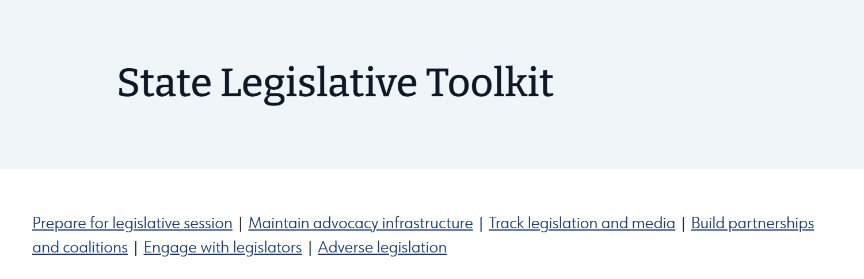 State Legislative Toolkit
Prepare for legislative session | Maintain advocacy infrastructure | Track legislation and media | Build partnerships
and coalitions | Engage with legislators | Adverse legislation